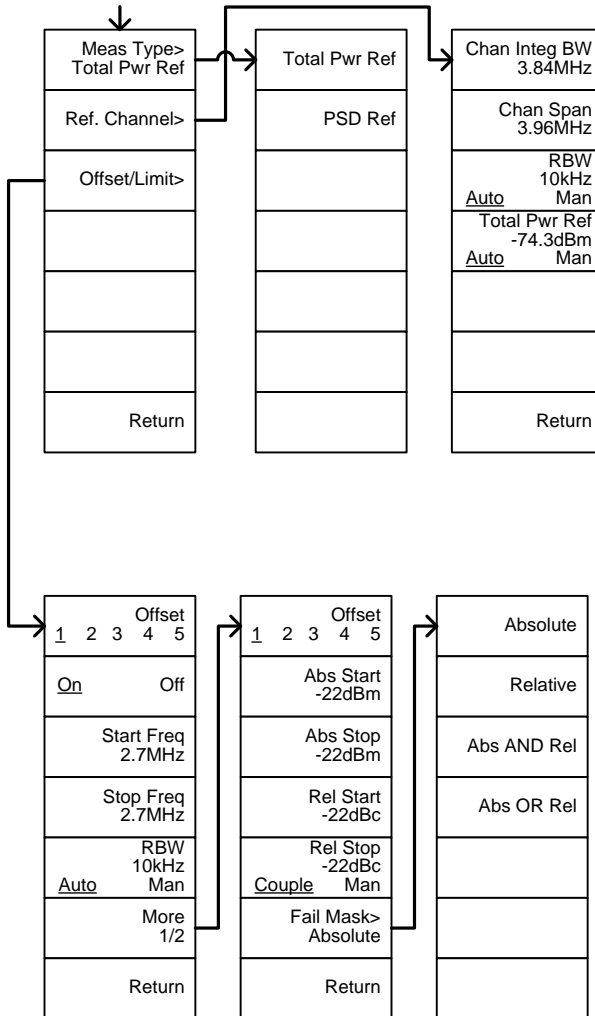 Meas Type>
Total Pwr Ref
Ref. Channel>
Offset/Limit>
Return
Total Pwr Ref
PSD Ref
Chan Integ BW
3.84MHz
Chan Span
3.96MHz
RBW
10kHz
Auto Man
Total Pwr Ref
-74.3dBm
Auto Man
Return
Offset
1 2 3 4 5
On Off
Start Freq
2.7MHz
Stop Freq
2.7MHz
RBW
10kHz
Auto Man
More
1/2
Return
Offset
1 2 3 4 5
Abs Start
-22dBm
Abs Stop
-22dBm
Rel Start
-22dBc
Rel Stop
-22dBc
Couple Man
Fail Mask>
Absolute
Return
Absolute
Relative
Abs AND Rel
Abs OR Rel